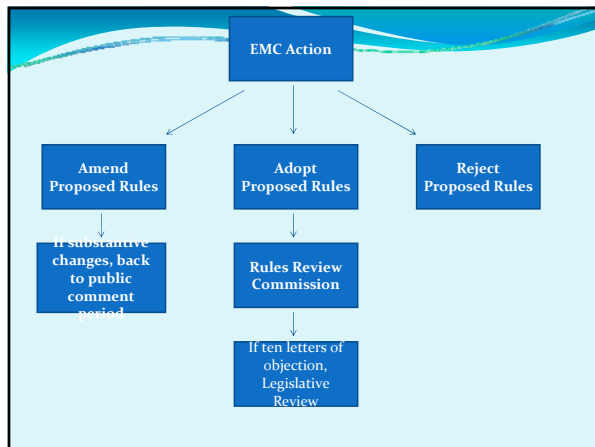 EMC Action
Amend
Proposed Rules
Adopt
Proposed Rules
Reject
Proposed Rules
If substantive
changes, back
to public
comment
period
Rules Review
Commission
If ten letters of
objection,
Legislative
Review